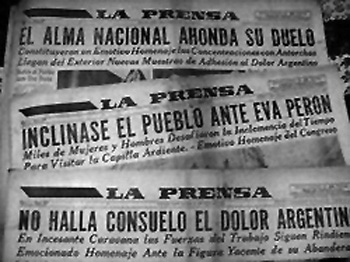 LA PRENSA
EL ALMA NACIONAL AHONDA SU DUELO
Constituyeron un Emotivo Homenaje las Concentraciones con Antorchas
Llegan del Exterior Nuevas Muestras de Adhesión al Dolor Argentino
LA PRENSA
INCLINASE EL PUEBLO ANTE EVA PERON
Miles de Mujeres y Hombres Desafiaron la Inclemencia del Tiempo
Para Visitar la Capilla Ardiente. - Emotivo Homenaje del Congreso
LA PRENSA
NO HALLA CONSUELO EL DOLOR ARGENTIN
En Incesante Caravana las Fuerzas del Trabajo Siguen Rindien
Emocionado Homenaje Ante la Figura Yacente de su Abandera